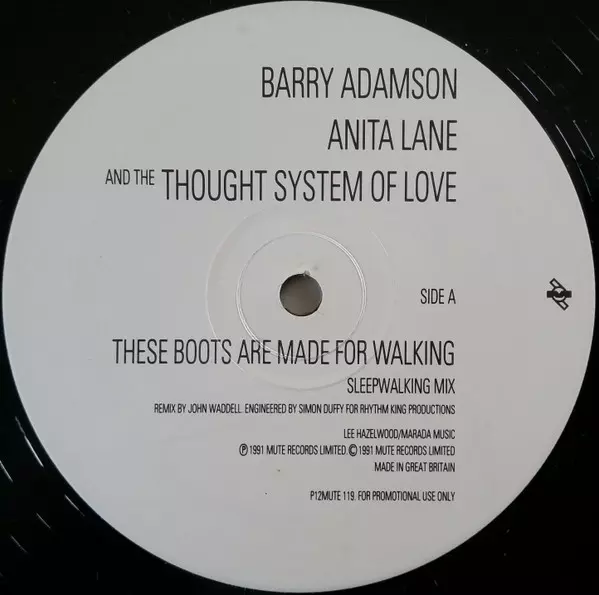 BARRY ADAMSON
ANITA LANE
AND THE THOUGHT SYSTEM OF LOVE
SIDE A
THESE BOOTS ARE MADE FOR WALKING
SLEEPWALKING MIX
REMIX BY JOHN WADDELL. ENGINEERED BY SIMON DUFFY FOR RHYTHM KING PRODUCTIONS
LEE HAZELWOOD/MARADA MUSIC
Ⓟ 1991 MUTE RECORDS LIMITED. © 1991 MUTE RECORDS LIMITED
MADE IN GREAT BRITAIN
P12MUTE 119. FOR PROMOTIONAL USE ONLY